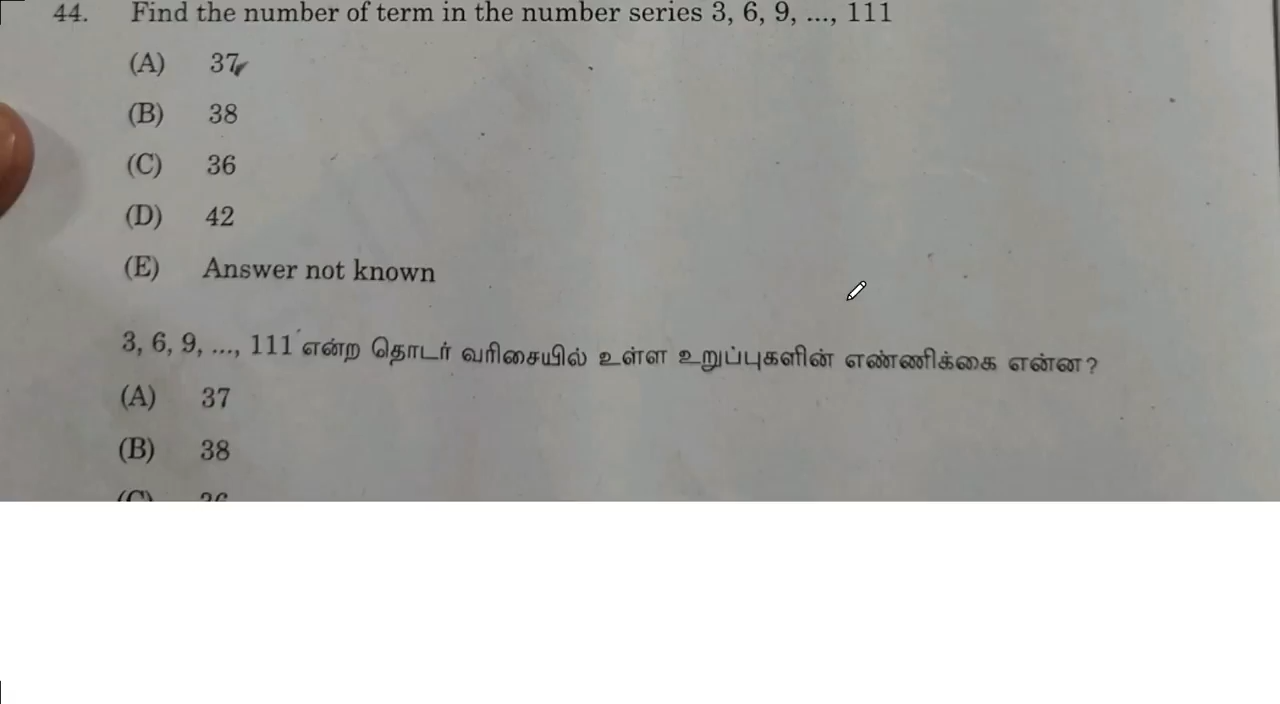 44. Find the number of term in the number series 3, 6, 9, ..., 111
(A) 37
(B) 38
(C) 36
(D) 42
(E) Answer not known
3, 6, 9, ..., 111 என்ற தொடர் வரிசையில் உள்ள உறுப்புகளின் எண்ணிக்கை என்ன?
(A) 37
(B) 38